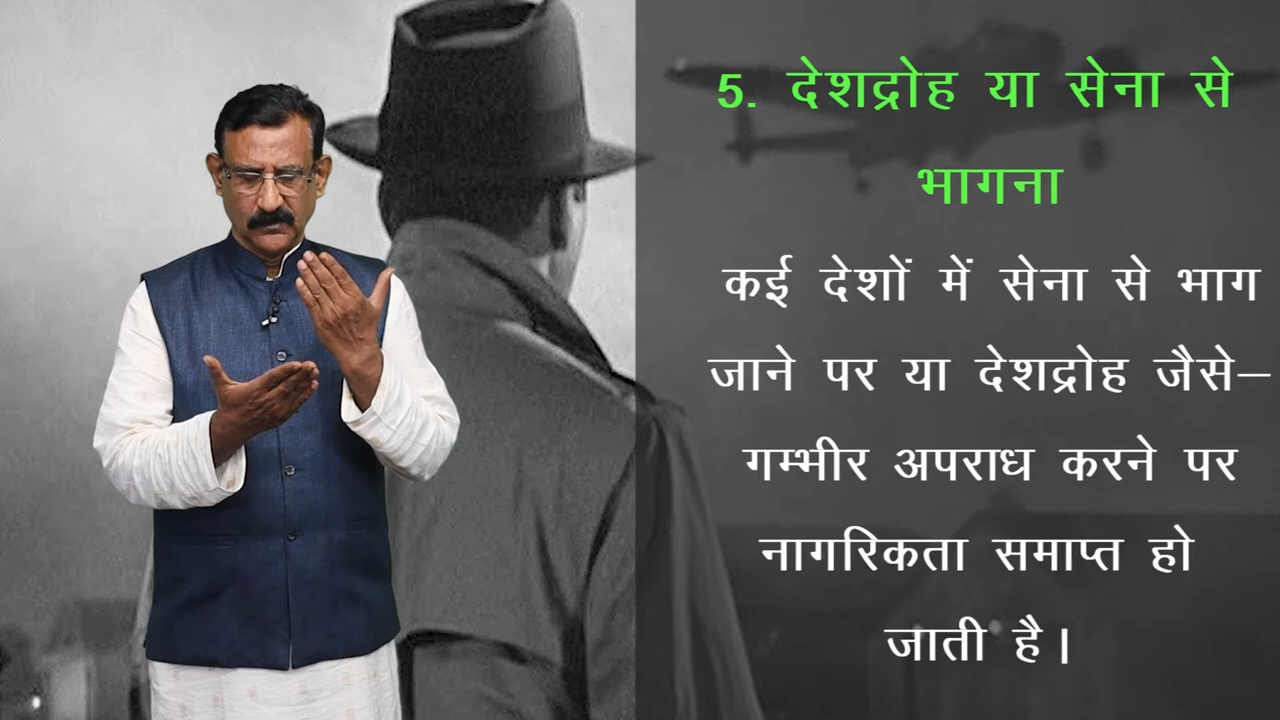 5. देशद्रोह या सेना से
भागना
कई देशों में सेना से भाग
जाने पर या देशद्रोह जैसे–
गम्भीर अपराध करने पर
नागरिकता समाप्त हो
जाती है।